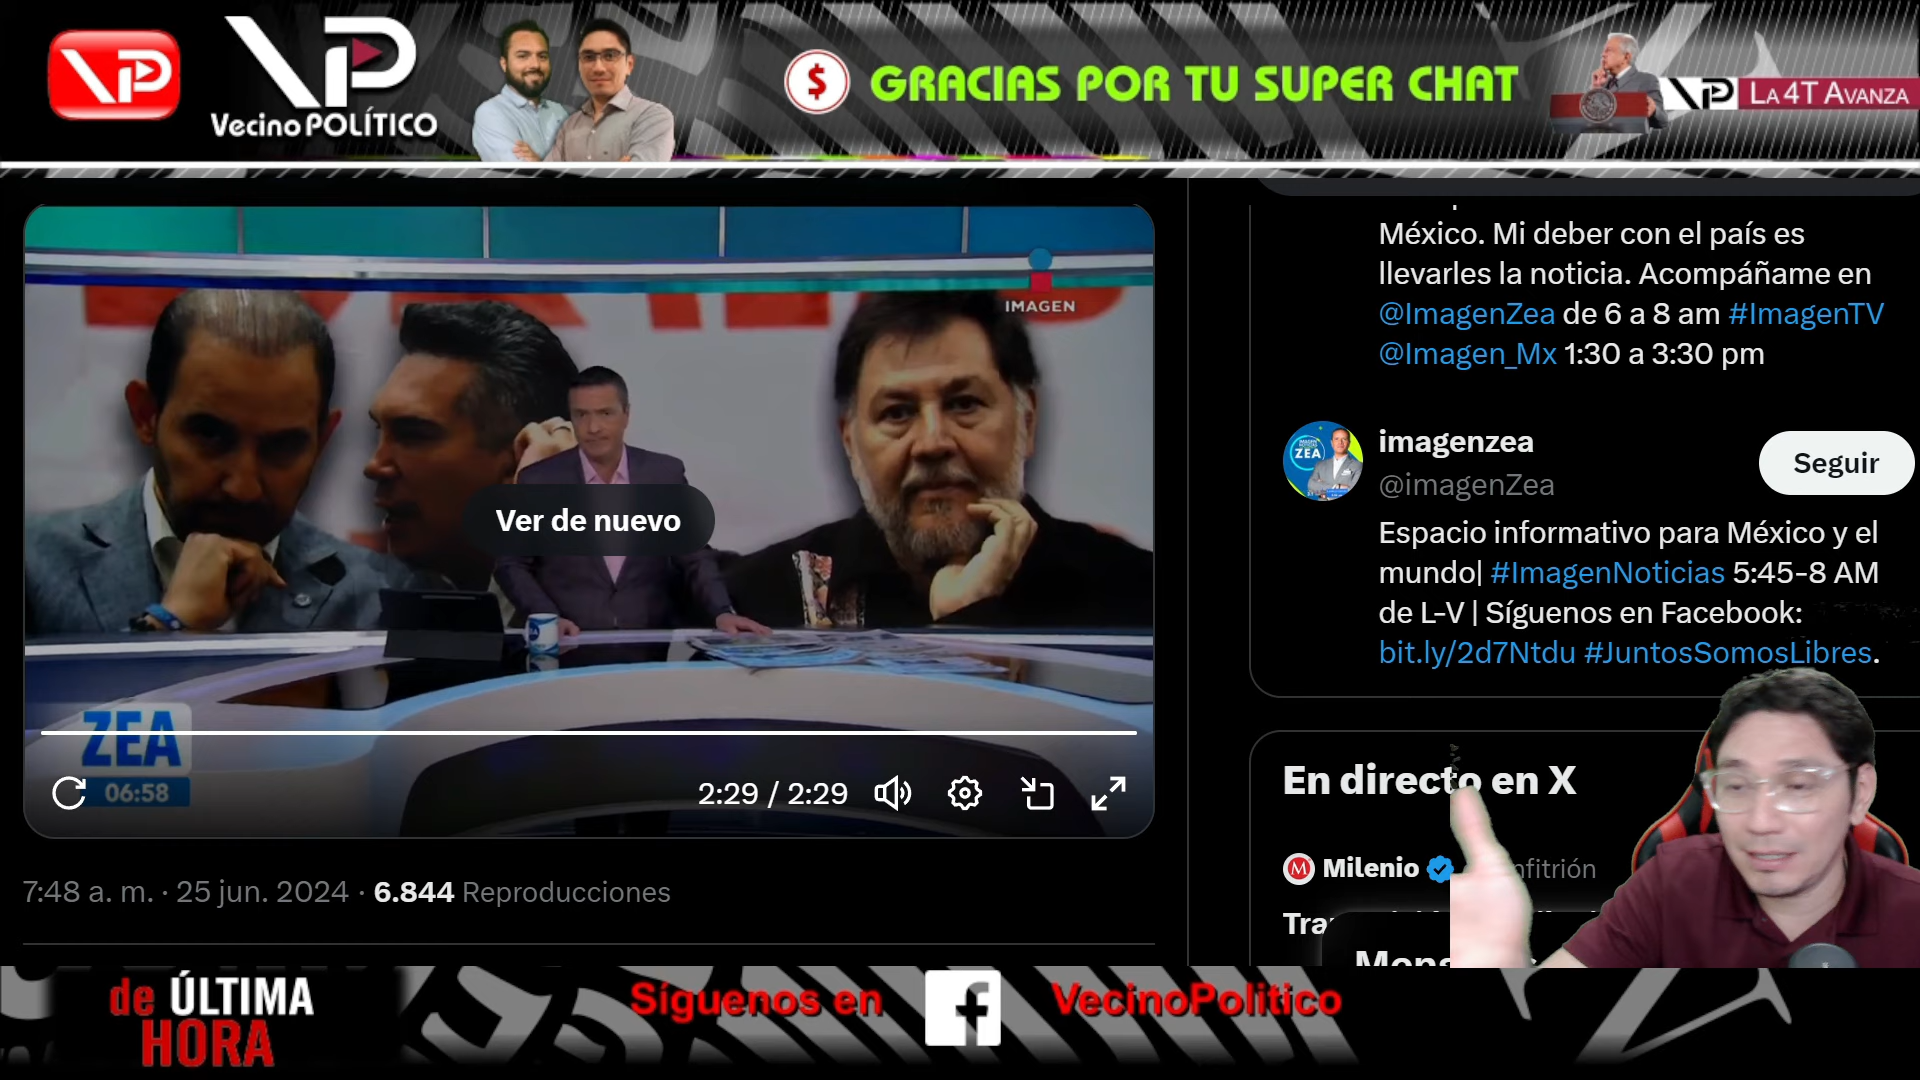 VP
VP
Vecino POLÍTICO
$ GRACIAS POR TU SUPER CHAT
VP LA 4T AVANZA
IMAGEN
Ver de nuevo
ZEA
06:58
2:29 / 2:29
7:48 a. m. · 25 jun. 2024 · 6.844 Reproducciones
México. Mi deber con el país es
llevarles la noticia. Acompáñame en
@ImagenZea de 6 a 8 am #ImagenTV
@Imagen_Mx 1:30 a 3:30 pm
ZEA
imagenzea
@imagenZea
Seguir
Espacio informativo para México y el
mundo| #ImagenNoticias 5:45-8 AM
de L-V | Síguenos en Facebook:
bit.ly/2d7Ntdu #JuntosSomosLibres.
En directo en X
M Milenio
de ÚLTIMA
HORA
Síguenos en f VecinoPolitico